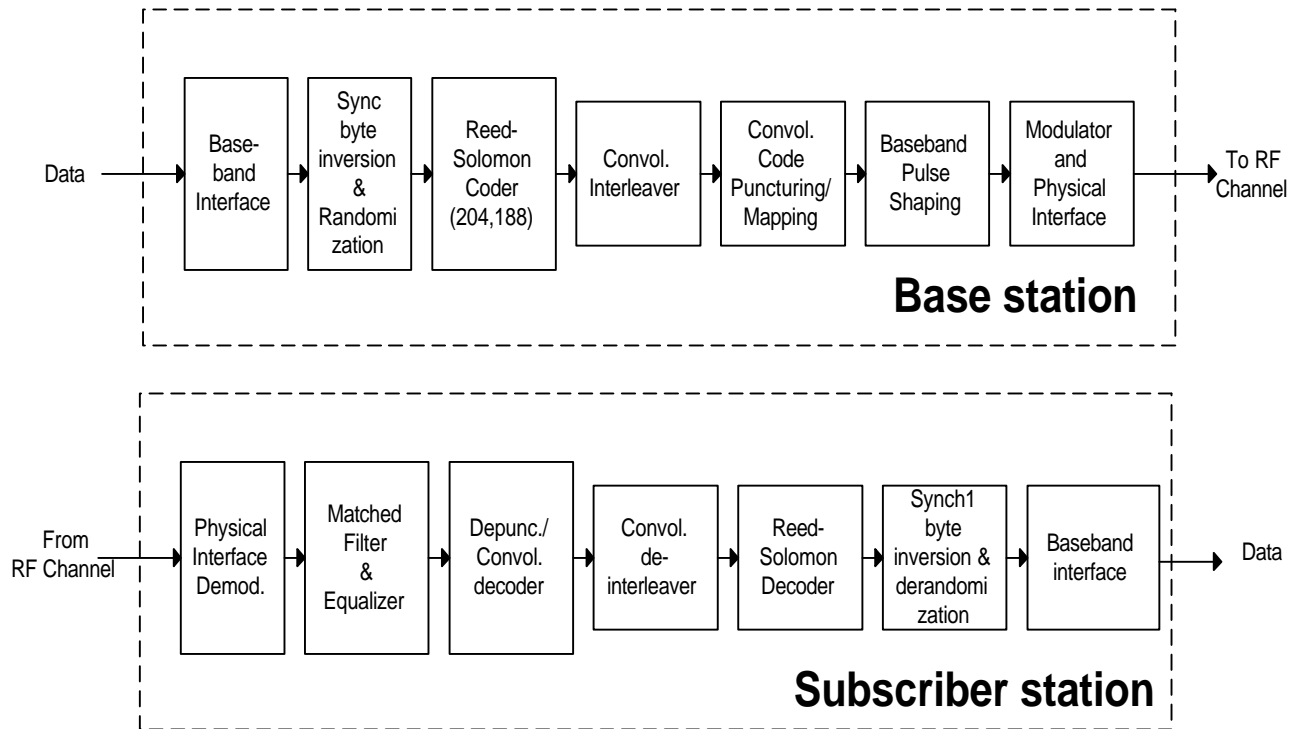 Data
Base-
band
Interface
Sync
byte
inversion
&
Randomi
zation
Reed-
Solomon
Coder
(204,188)
Convol.
Interleaver
Convol.
Code
Puncturing/
Mapping
Baseband
Pulse
Shaping
Modulator
and
Physical
Interface
To RF
Channel
Base station
From
RF Channel
Physical
Interface
Demod.
Matched
Filter
&
Equalizer
Depunc./
Convol.
decoder
Convol.
de-
interleaver
Reed-
Solomon
Decoder
Synch1
byte
inversion &
derandomi
zation
Baseband
interface
Data
Subscriber station